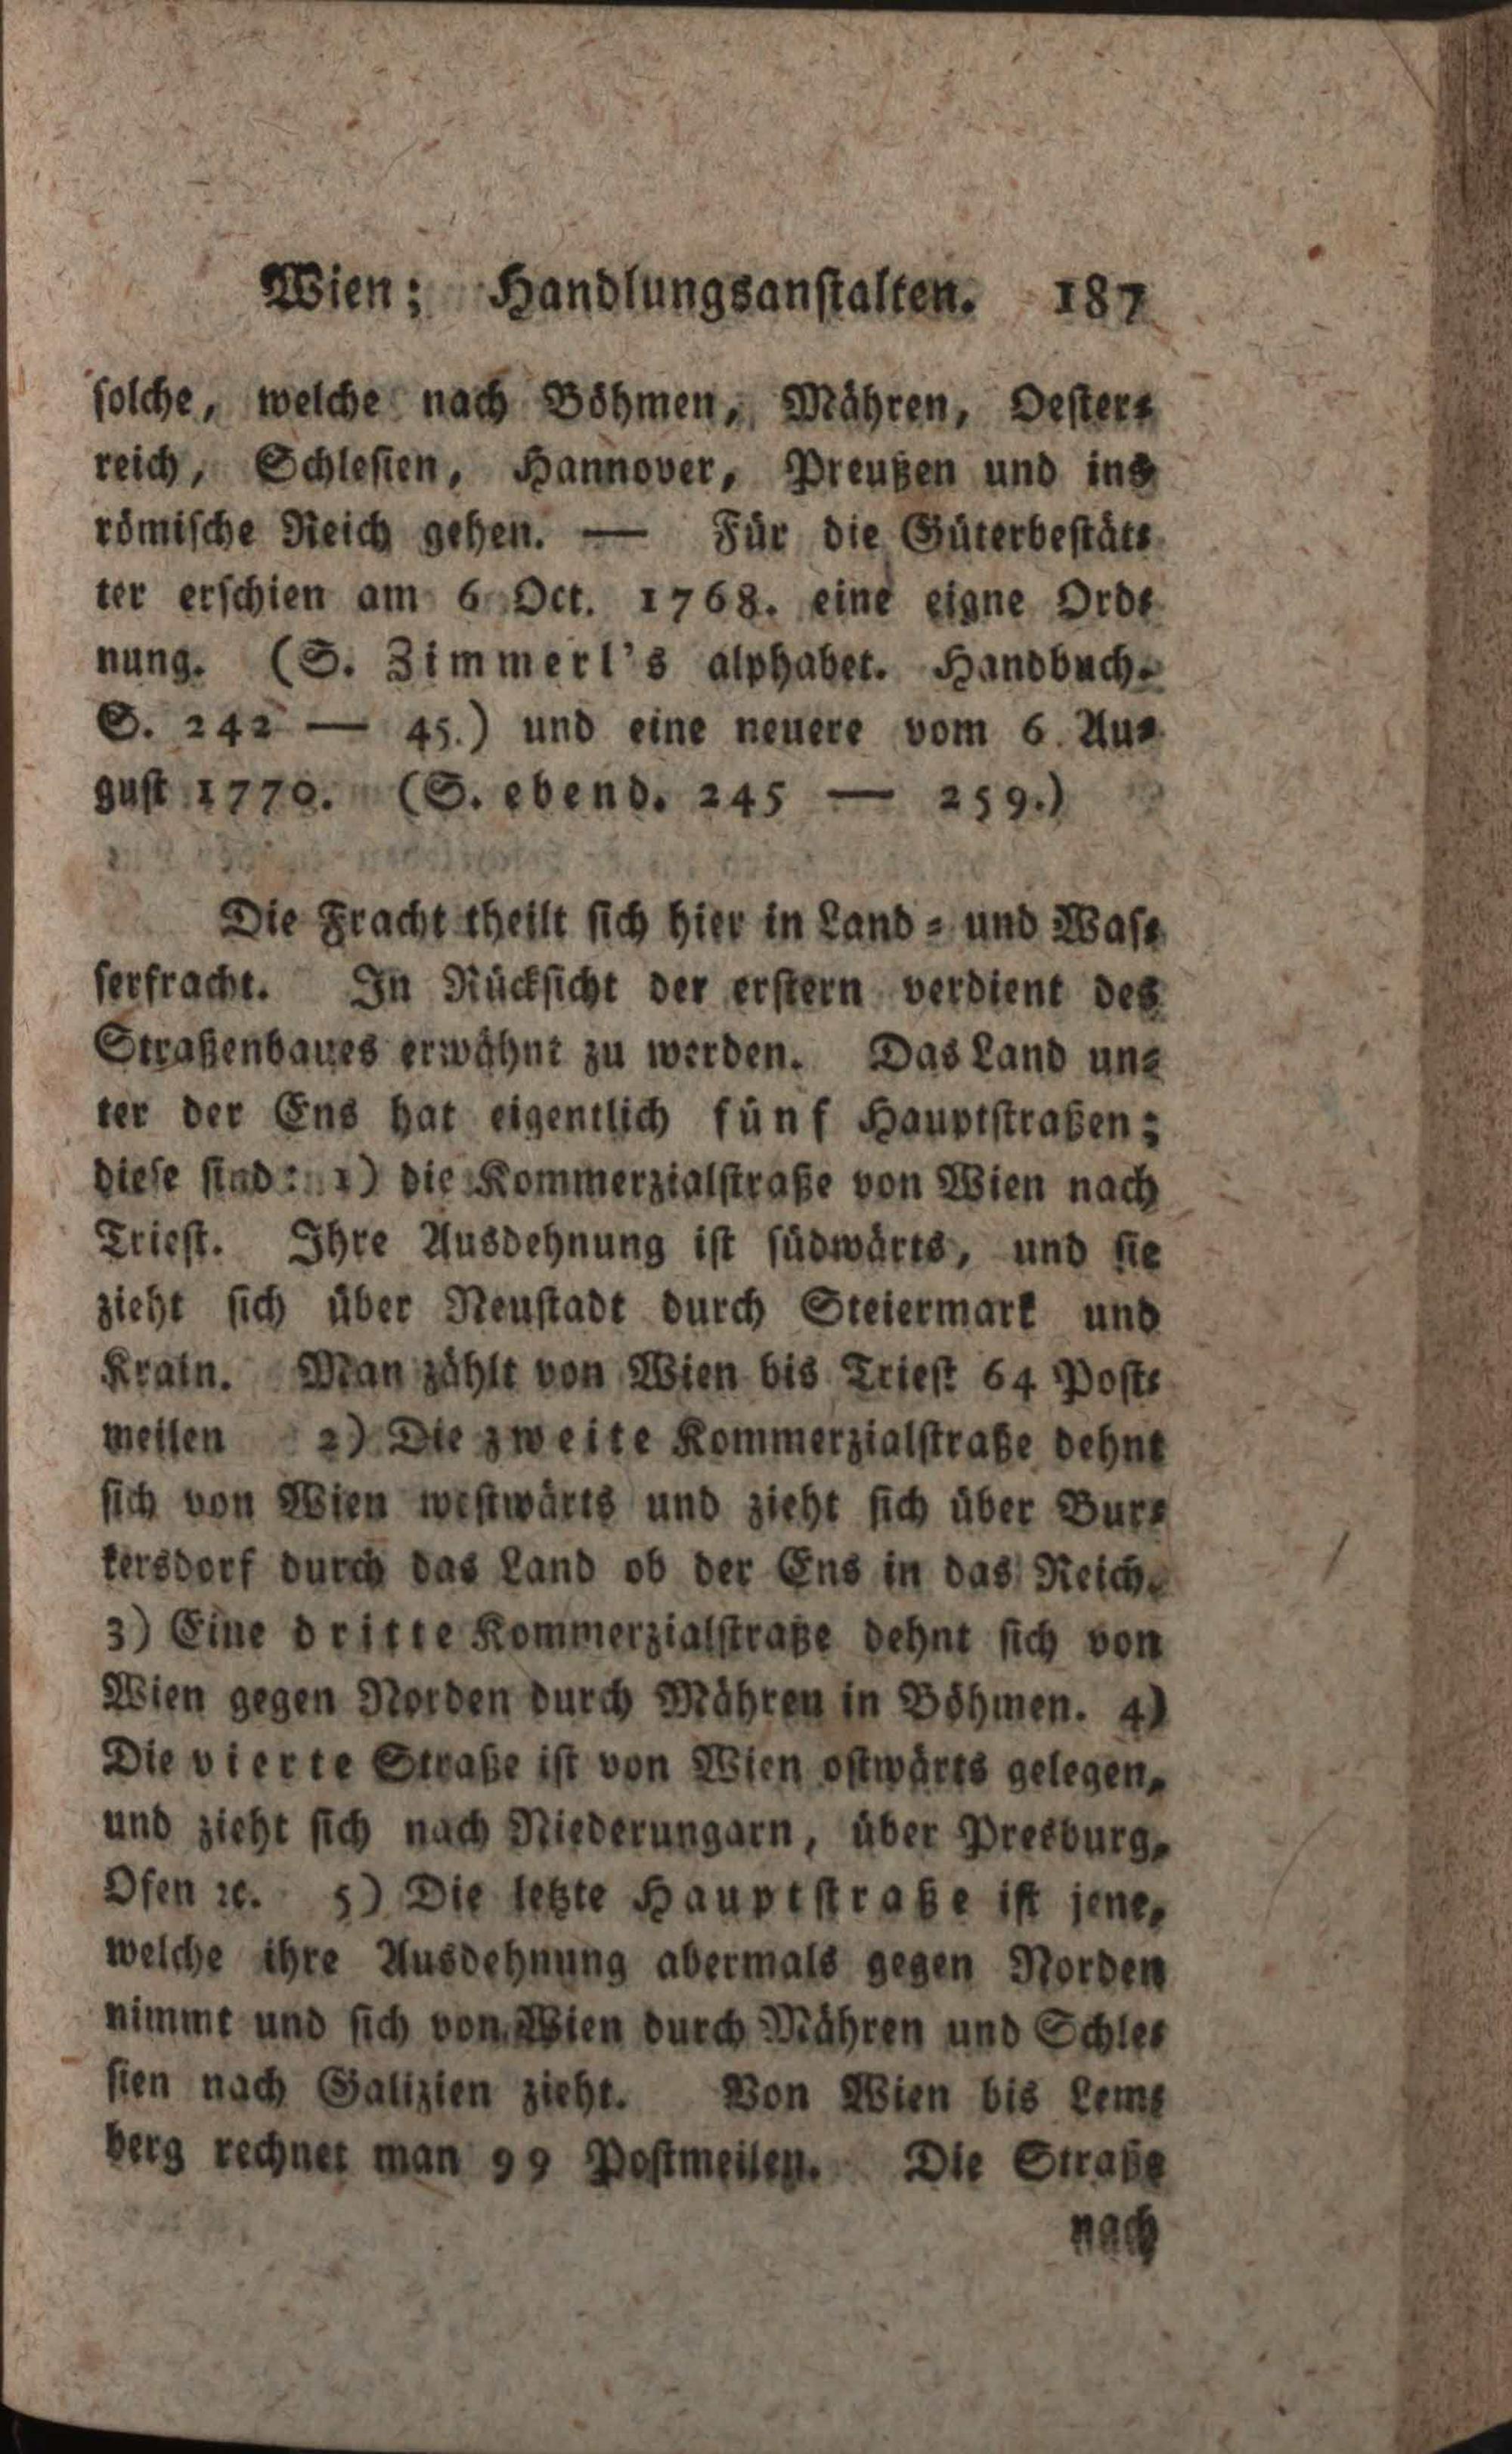 Wien; Handlungsanstalten. 187
solche, welche nach Böhmen, Mähren, Oester-
reich, Schlesien, Hannover, Preußen und ins
römische Reich gehen. — Für die Güterbestät-
ter erschien am 6 Oct. 1768. eine eigne Ord-
nung. (S. Zimmerl's alphabet. Handbuch.
S. 242 — 45.) und eine neuere vom 6. Au-
gust 1770. (S. ebend. 245 — 259.)
Die Fracht theilt sich hier in Land- und Was-
serfracht. In Rücksicht der erstern verdient des
Straßenbaues erwähnt zu werden. Das Land un-
ter der Ens hat eigentlich fünf Hauptstraßen;
diese sind: 1) die Kommerzialstraße von Wien nach
Triest. Ihre Ausdehnung ist südwärts, und sie
zieht sich über Neustadt durch Steiermark und
Krain. Man zählt von Wien bis Triest 64 Post-
meilen 2) Die zweite Kommerzialstraße dehnt
sich von Wien westwärts und zieht sich über Bur-
kersdorf durch das Land ob der Ens in das Reich.
3) Eine dritte Kommerzialstraße dehnt sich von
Wien gegen Norden durch Mähren in Böhmen. 4)
Die vierte Straße ist von Wien ostwärts gelegen,
und zieht sich nach Niederungarn, über Presburg,
Ofen ꝛc. 5) Die letzte Hauptstraße ist jene,
welche ihre Ausdehnung abermals gegen Norden
nimmt und sich von Wien durch Mähren und Schle-
sien nach Galizien zieht. Von Wien bis Lem-
berg rechnet man 99 Postmeilen. Die Straße
nach